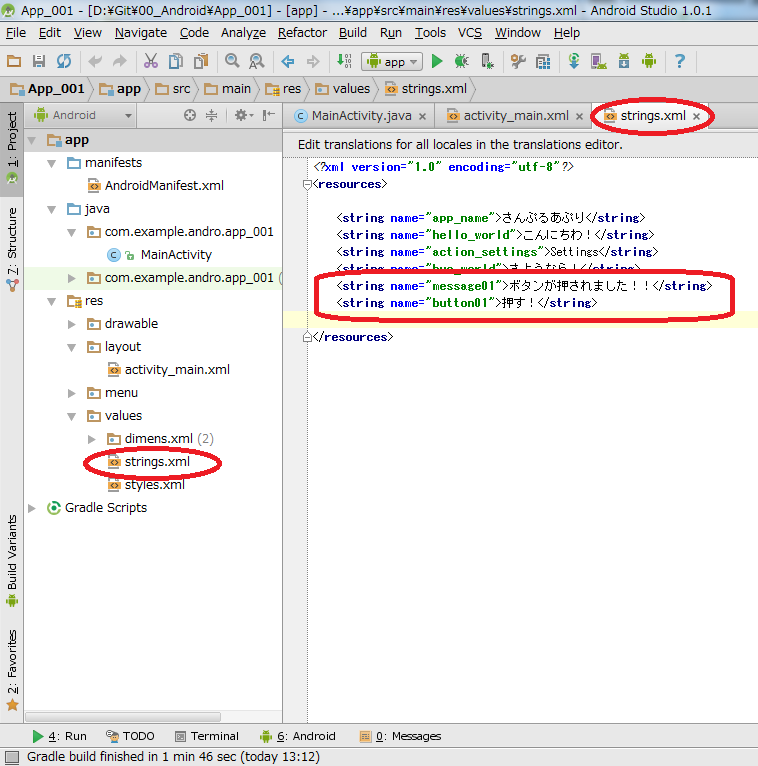 App_001 - [D:¥Git¥00_Android¥App_001] - [app] - ...¥app¥src¥main¥res¥values¥strings.xml - Android Studio 1.0.1
File Edit View Navigate Code Analyze Refactor Build Run Tools VCS Window Help
app
App_001 app src main res values strings.xml
1: Project
7: Structure
Build Variants
2: Favorites
Android
MainActivity.java activity_main.xml strings.xml
app
manifests
AndroidManifest.xml
java
com.example.andro.app_001
MainActivity
com.example.andro.app_001 (
res
drawable
layout
activity_main.xml
menu
values
dimens.xml (2)
strings.xml
styles.xml
Gradle Scripts
Edit translations for all locales in the translations editor.
<?xml version="1.0" encoding="utf-8"?>
<resources>
<string name="app_name">さんぷるあぷり</string>
<string name="hello_world">こんにちわ！</string>
<string name="action_settings">Settings</string>
<string name="bye_world">さようなら！</string>
<string name="message01">ボタンが押されました！！</string>
<string name="button01">押す！</string>
</resources>
4: Run TODO Terminal 6: Android 0: Messages
Gradle build finished in 1 min 46 sec (today 13:12)